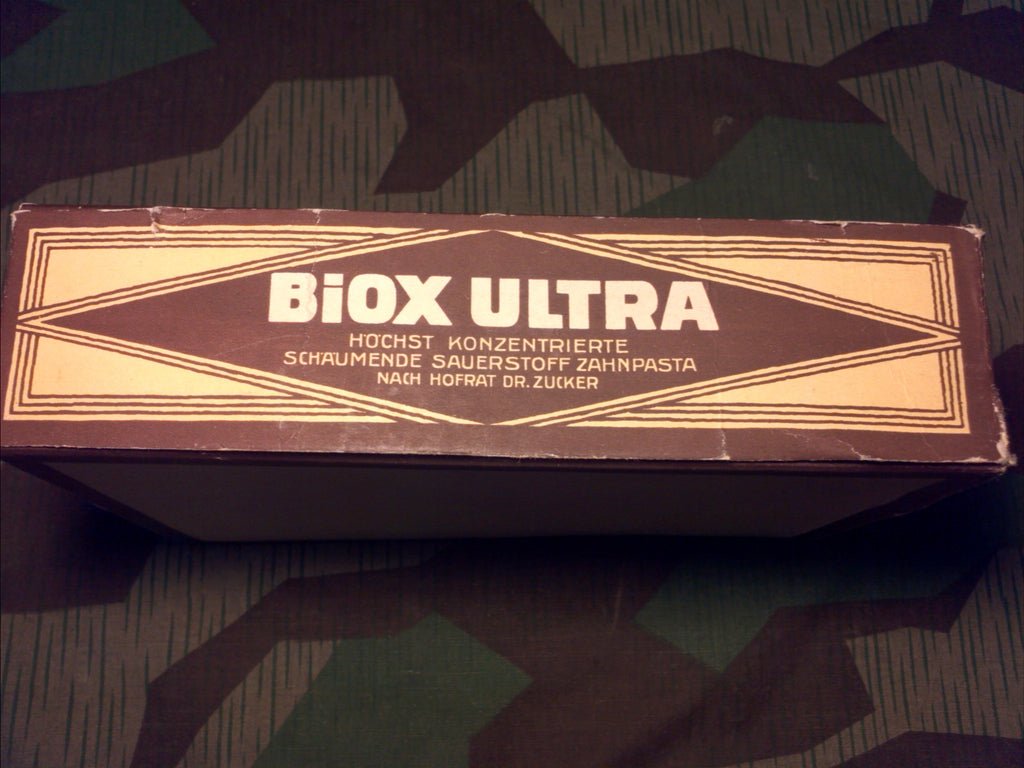 BiOX ULTRA
HÖCHST KONZENTRIERTE
SCHÄUMENDE SAUERSTOFF ZAHNPASTA
NACH HOFRAT DR. ZUCKER